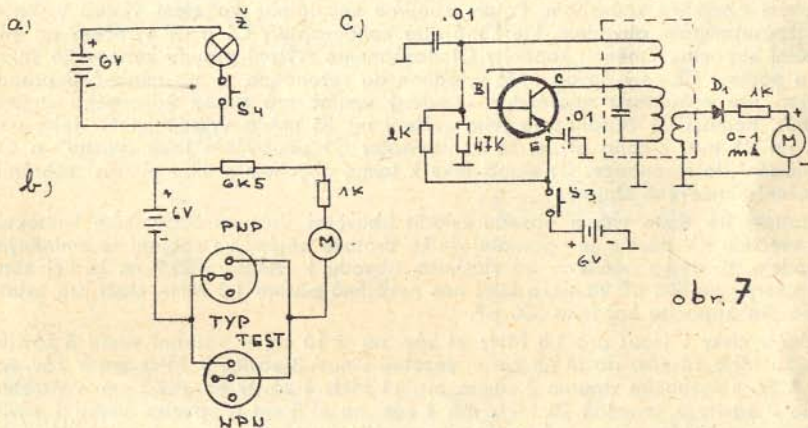 a.)
6V
+
-
Ž
S4
b.)
6K5
1K
+
6V
M
PNP
TYP
TEST
NPN
c.)
.01
B
C
E
.01
47K
S3
+ -
6V
D1
1K
0-1
mA
+
M
obr. 7